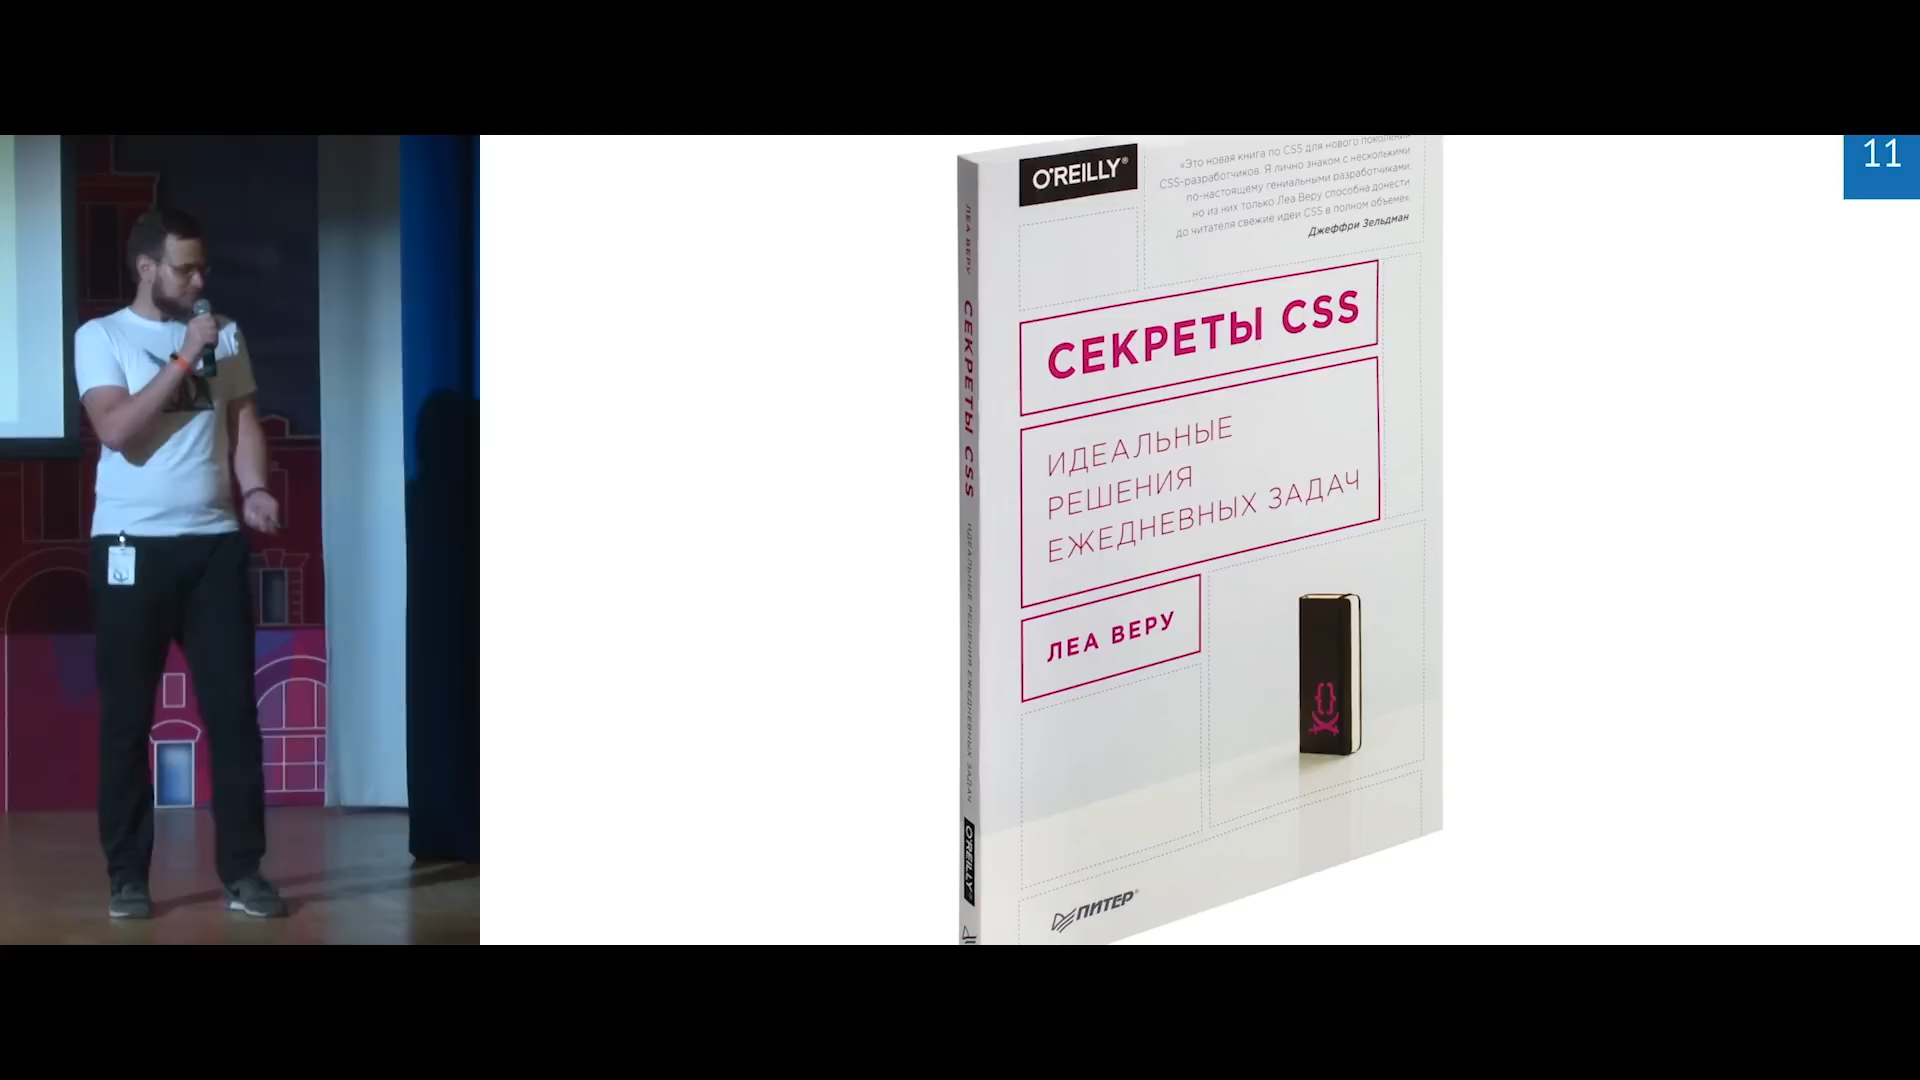 11
O'REILLY®
«Это новая книга по CSS для нового поколения
CSS-разработчиков. Я лично знаком с несколькими
по-настоящему гениальными разработчиками,
но из них только Леа Веру способна донести
до читателя свежие идеи CSS в полном объеме».
Джеффри Зельдман
СЕКРЕТЫ CSS
ИДЕАЛЬНЫЕ
РЕШЕНИЯ
ЕЖЕДНЕВНЫХ ЗАДАЧ
ЛЕА ВЕРУ
ПИТЕР®
ЛЕА ВЕРУ
СЕКРЕТЫ CSS
ИДЕАЛЬНЫЕ РЕШЕНИЯ ЕЖЕДНЕВНЫХ ЗАДАЧ
O'REILLY®